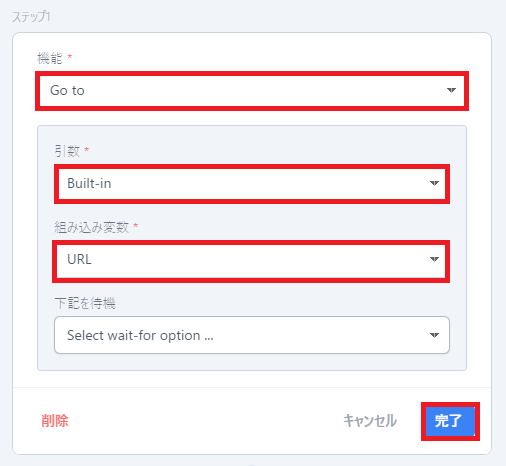 ステップ1
機能 *
Go to
引数 *
Built-in
組み込み変数 *
URL
下記を待機
Select wait-for option ...
削除
キャンセル
完了